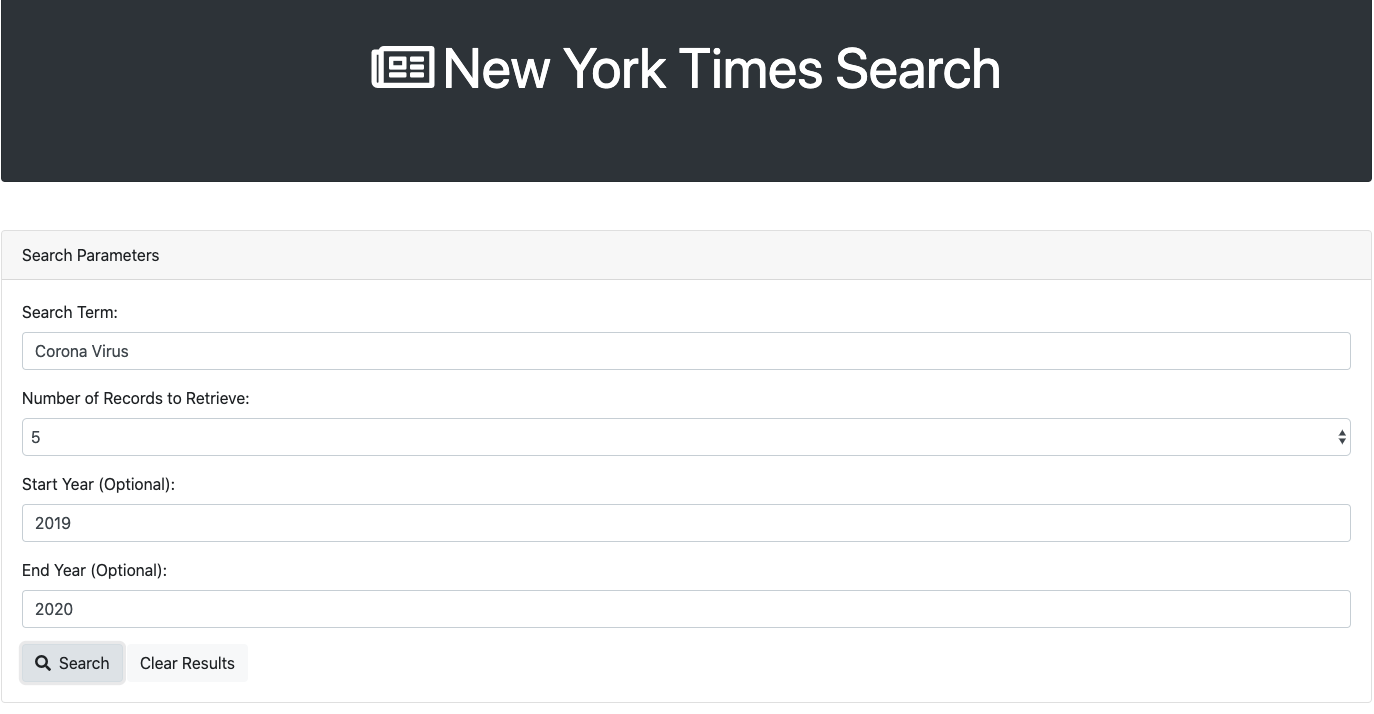 New York Times Search
Search Parameters
Search Term:
Corona Virus
Number of Records to Retrieve:
5
Start Year (Optional):
2019
End Year (Optional):
2020
Search Clear Results